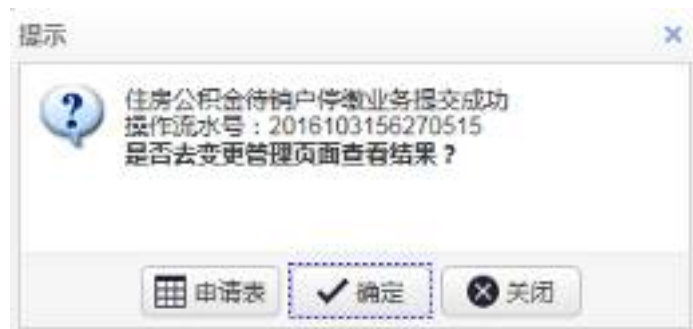 提示
住房公积金待销户停缴业务提交成功
操作流水号：2016103156270515
是否去变更管理页面查看结果？
申请表
确定
关闭